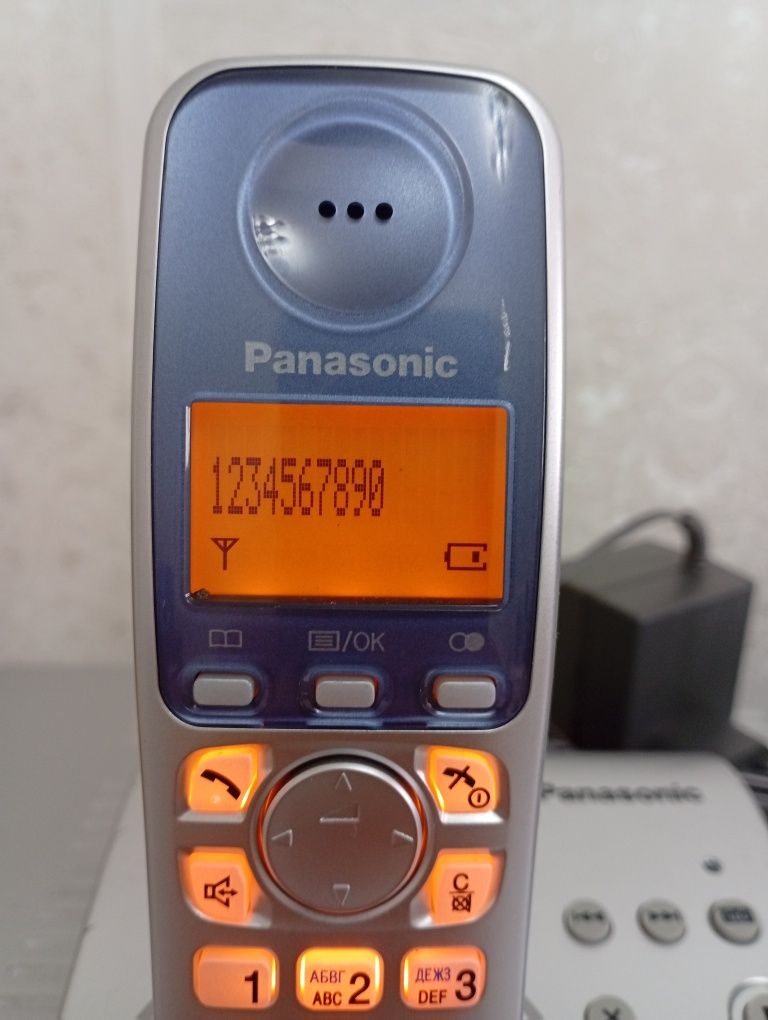 Panasonic
1234567890
/OK
Panasonic
C
1
АБВГ
ABC 2
ДЕЖЗ
DEF 3